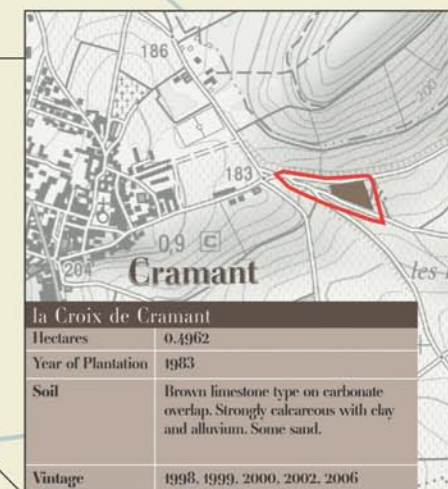 186
200
183
0,9 C
204
Cramant
les
la Croix de Cramant
Hectares 0.4962
Year of Plantation 1983
Soil Brown limestone type on carbonate
overlap. Strongly calcareous with clay
and alluvium. Some sand.
Vintage 1998, 1999, 2000, 2002, 2006